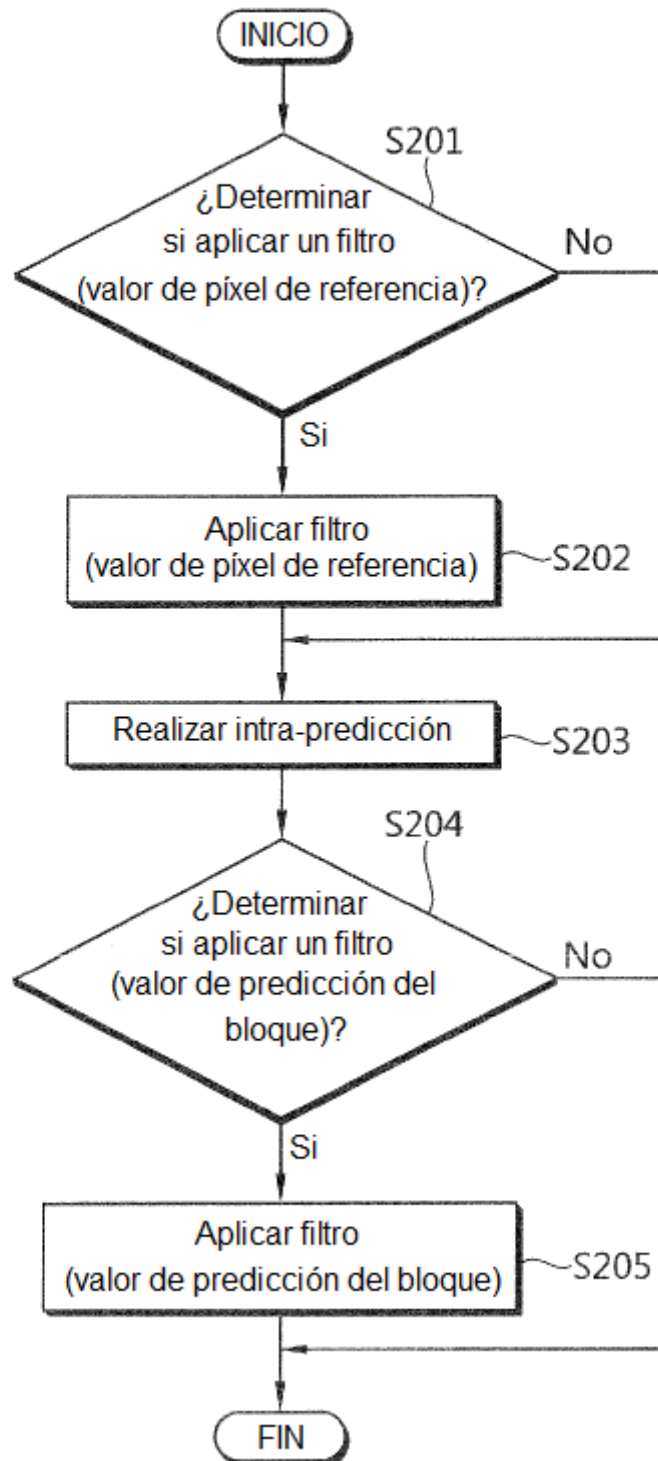 INICIO
S201
¿Determinar
si aplicar un filtro
(valor de píxel de referencia)?
No
Si
Aplicar filtro
(valor de píxel de referencia)
S202
Realizar intra-predicción
S203
S204
¿Determinar
si aplicar un filtro
(valor de predicción del
bloque)?
No
Si
Aplicar filtro
(valor de predicción del bloque)
S205
FIN